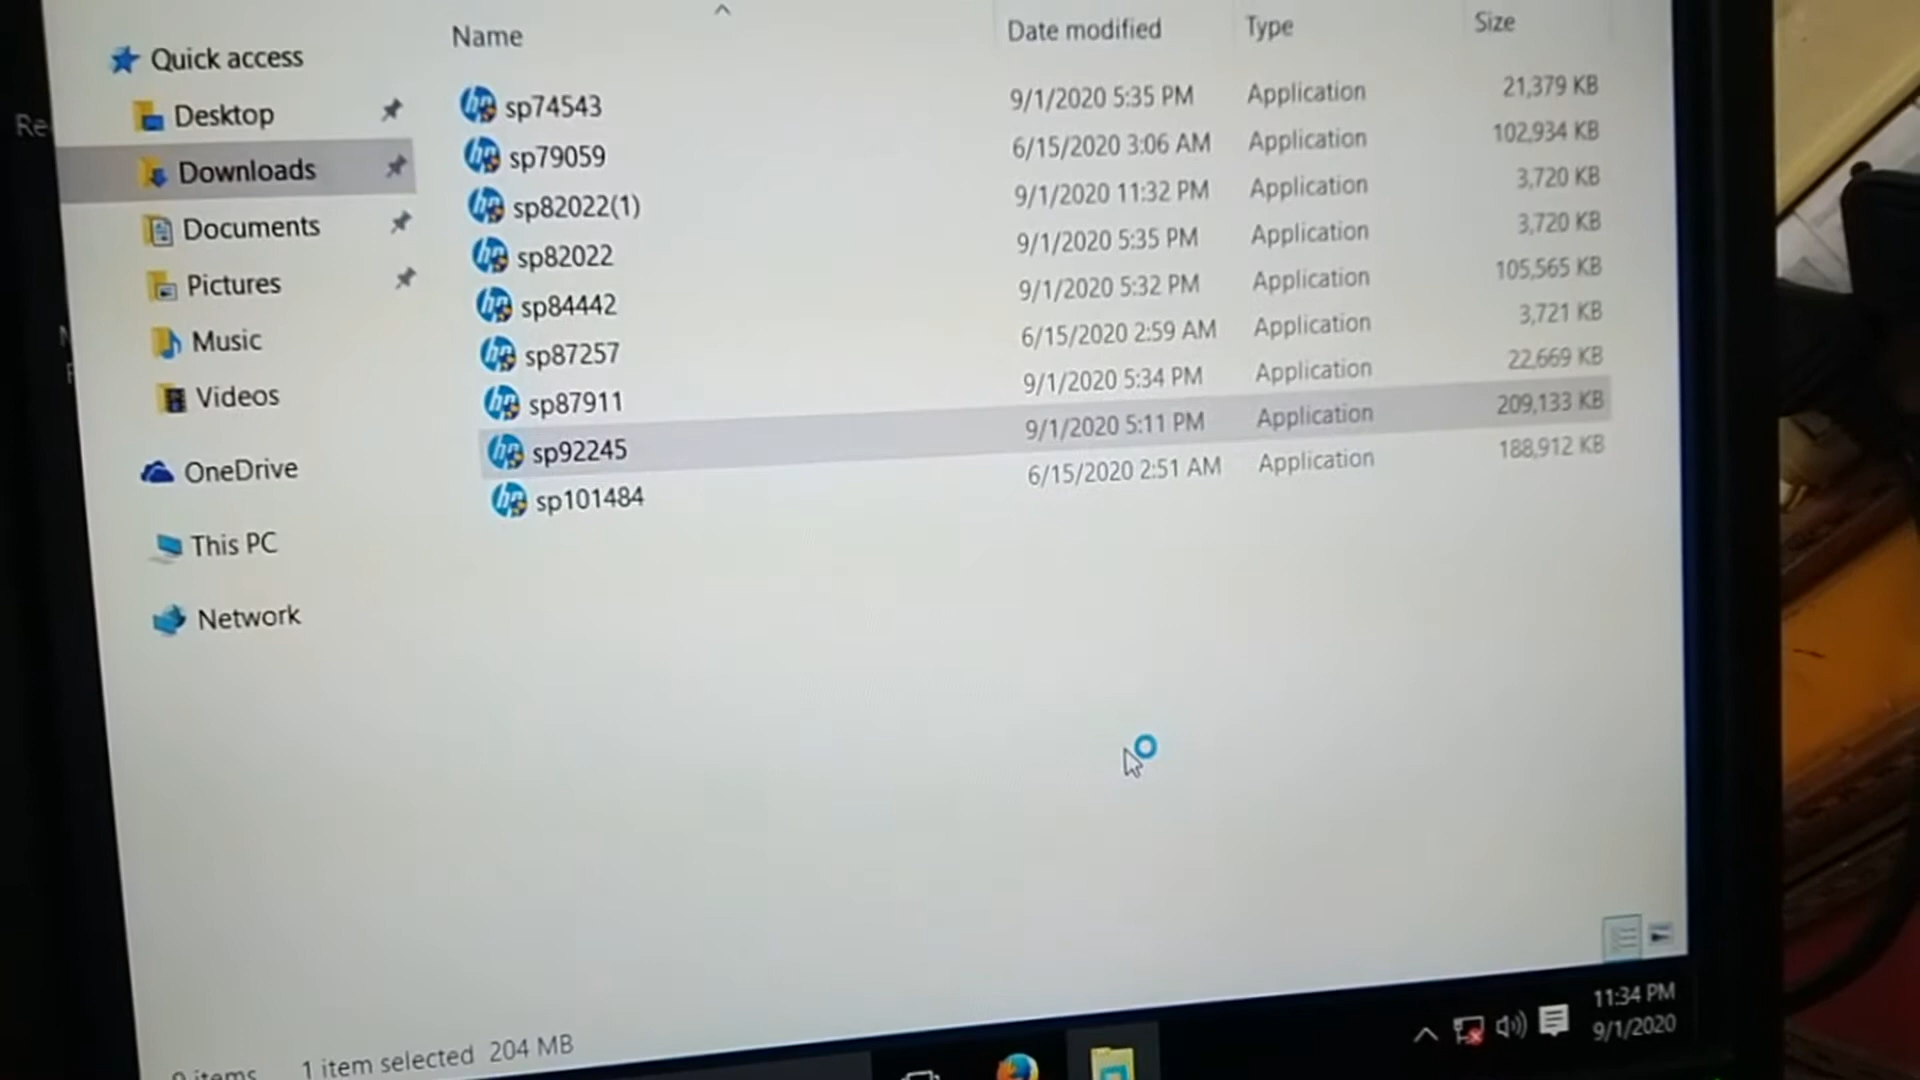 Name Date modified Type Size
Quick access
Desktop
Downloads
Documents
Pictures
Music
Videos
OneDrive
This PC
Network
sp74543 9/1/2020 5:35 PM Application 21,379 KB
sp79059 6/15/2020 3:06 AM Application 102,934 KB
sp82022(1) 9/1/2020 11:32 PM Application 3,720 KB
sp82022 9/1/2020 5:35 PM Application 3,720 KB
sp84442 9/1/2020 5:32 PM Application 105,565 KB
sp87257 6/15/2020 2:59 AM Application 3,721 KB
sp87911 9/1/2020 5:34 PM Application 22,669 KB
sp92245 9/1/2020 5:11 PM Application 209,133 KB
sp101484 6/15/2020 2:51 AM Application 188,912 KB
items 1 item selected 204 MB
11:34 PM
9/1/2020